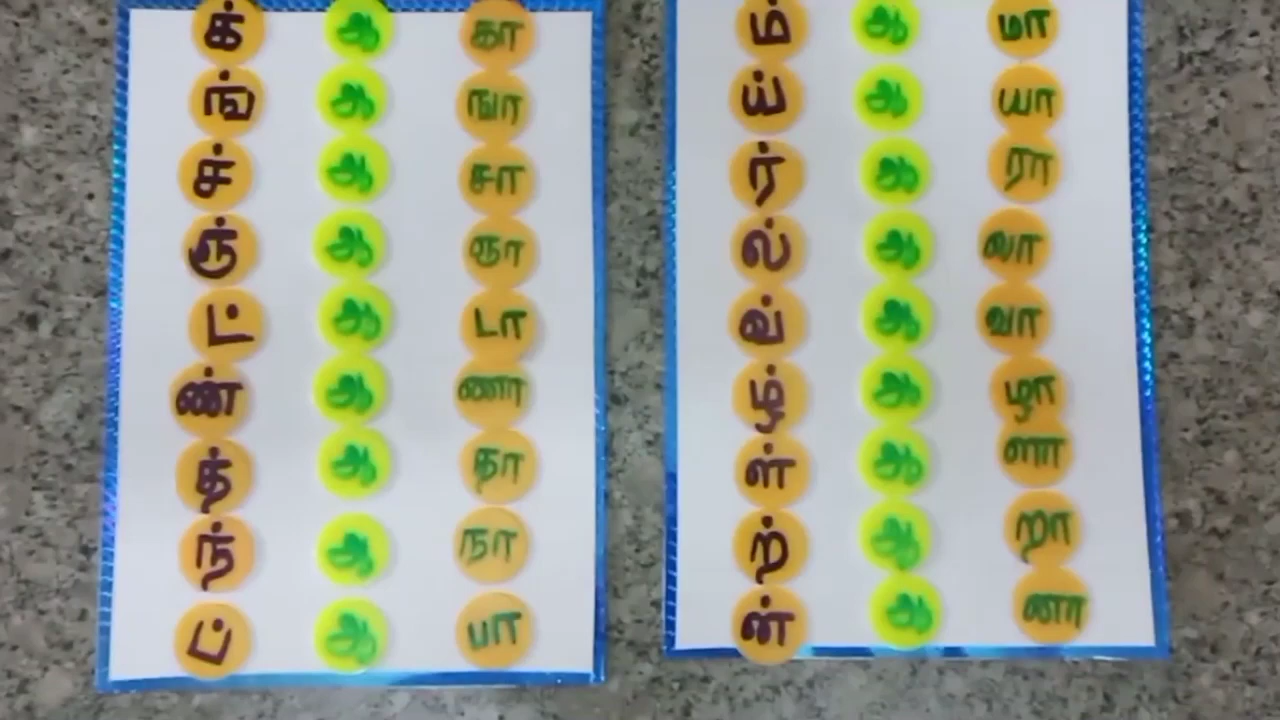 க் ஆ கா
ங் ஆ ஙா
ச் ஆ சா
ஞ் ஆ ஞா
ட் ஆ டா
ண் ஆ ணா
த் ஆ தா
ந் ஆ நா
ப் ஆ பா
ம் ஆ மா
ய் ஆ யா
ர் ஆ ரா
ல் ஆ லா
வ் ஆ வா
ழ் ஆ ழா
ள் ஆ ளா
ற் ஆ றா
ன் ஆ னா